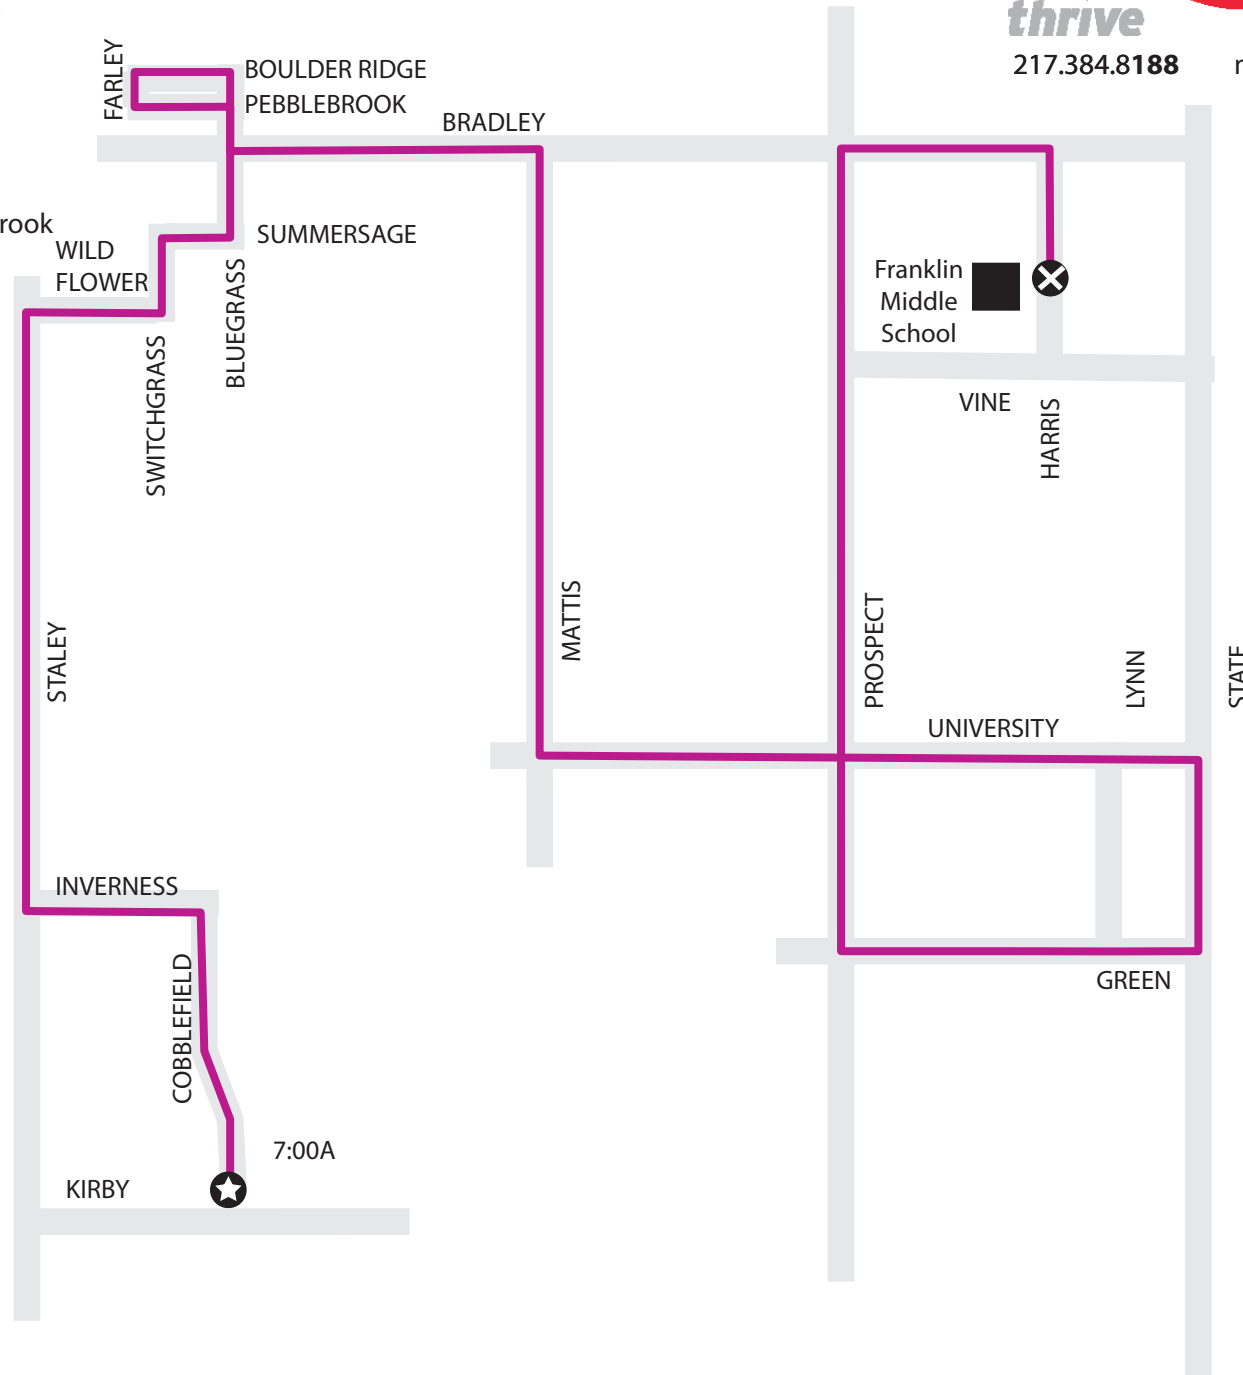 thrive
217.384.8188
FARLEY
BOULDER RIDGE
PEBBLEBROOK
BRADLEY
rook
WILD
FLOWER
SUMMERSAGE
BLUEGRASS
SWITCHGRASS
Franklin
Middle
School
VINE
HARRIS
STALEY
MATTIS
PROSPECT
LYNN
STATE
UNIVERSITY
INVERNESS
GREEN
COBBLEFIELD
7:00A
KIRBY